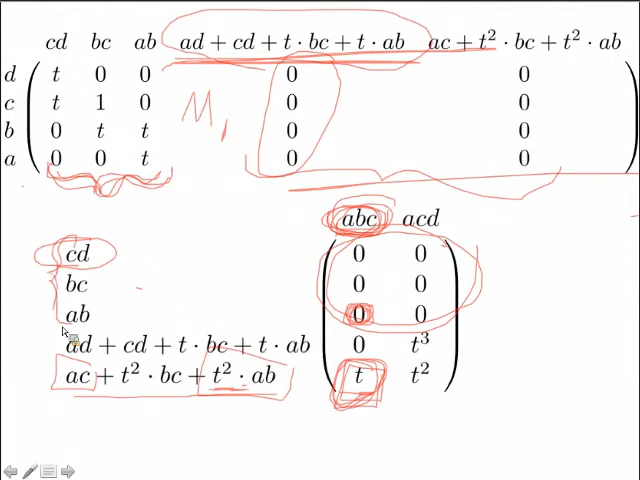 cd bc ab ad + cd + t · bc + t · ab ac + t² · bc + t² · ab
d t 0 0 0 0
c t 1 0 0 0
b 0 t t 0 0
a 0 0 t 0 0
M₁
abc acd
cd 0 0
bc 0 0
ab 0 0
ad + cd + t · bc + t · ab 0 t³
ac + t² · bc + t² · ab t t²